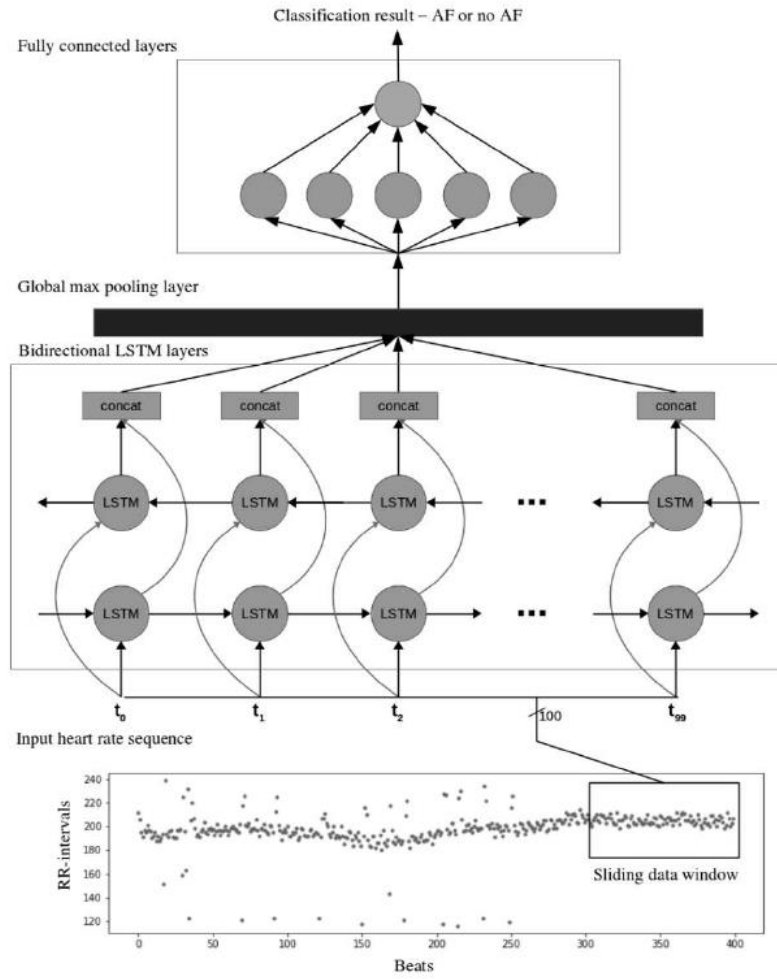 Classification result – AF or no AF
Fully connected layers
Global max pooling layer
Bidirectional LSTM layers
concat concat concat concat
LSTM LSTM LSTM ... LSTM
LSTM LSTM LSTM ... LSTM
t0 t1 t2 t99
100
Input heart rate sequence
240
220
200
180
160
140
120
RR-intervals
Sliding data window
0 50 100 150 200 250 300 350 400
Beats